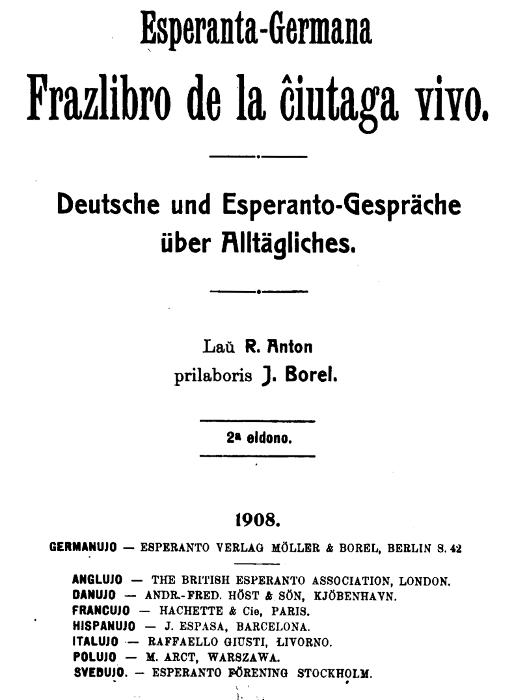 Esperanta-Germana
Frazlibro de la ĉiutaga vivo.
Deutsche und Esperanto-Gespräche
über Alltägliches.
Laŭ R. Anton
prilaboris J. Borel.
2ª eldono.
1908.
GERMANUJO — ESPERANTO VERLAG MÖLLER & BOREL, BERLIN S. 42
ANGLUJO — THE BRITISH ESPERANTO ASSOCIATION, LONDON.
DANUJO — ANDR.-FRED. HÖST & SÖN, KJÖBENHAVN.
FRANCUJO — HACHETTE & Cie, PARIS.
HISPANUJO — J. ESPASA, BARCELONA.
ITALUJO — RAFFAELLO GIUSTI, LIVORNO.
POLUJO — M. ARCT, WARSZAWA.
SVEDUJO. — ESPERANTO FÖRENING STOCKHOLM.